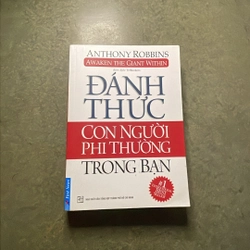 ANTHONY ROBBINS
AWAKEN THE GIANT WITHIN
ĐÁNH THỨC
CON NGƯỜI
PHI THƯỜNG
TRONG BẠN